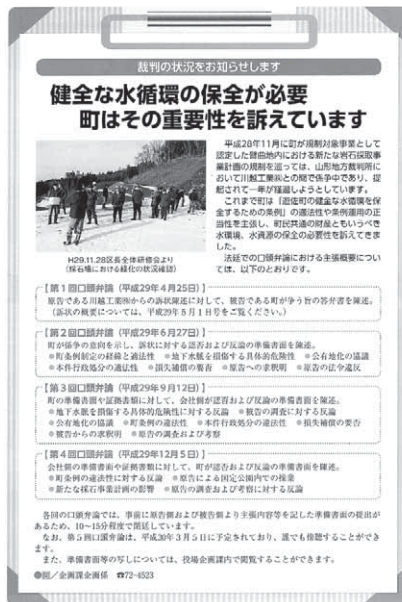 裁判の状況をお知らせします
健全な水循環の保全が必要
町はその重要性を訴えています
平成28年11月に町が規制対象事業として
認定した臂曲地内における新たな岩石採取事
業計画の規制を巡っては、山形地方裁判所に
おいて川越工業㈱との間で係争中であり、提
起されて一年が経過しようとしています。
これまで町は「遊佐町の健全な水循環を保
全するための条例」の適法性や条例運用の正
当性を主張し、町民共通の財産ともいうべき
水環境、水資源の保全の必要性を訴えてきま
した。
法廷での口頭弁論における主張概要につい
ては、以下のとおりです。
H29.11.28区長全体研修会より
(採石場における緑化の状況確認)
【第1回口頭弁論（平成29年4月25日）】
原告である川越工業㈱からの訴状陳述に対して、被告である町が争う旨の答弁書を陳述。
（訴状の概要については、平成29年5月1日号をご覧ください。）
【第2回口頭弁論（平成29年6月27日）】
町が係争の意向を示し、訴状に対する認否および反論の準備書面を陳述。
●町条例制定の経緯と適法性　●地下水脈を損傷する具体的危険性　●公有地化の協議
●本件行政処分の適法性　●損失補償の要否　●原告への求釈明　●原告の法令違反
【第3回口頭弁論（平成29年9月12日）】
町の準備書面や証拠書類に対して、会社側が認否および反論の準備書面を陳述。
●地下水脈を損傷する具体的危険性に対する反論　●被告の調査に対する反論
●公有地化の協議　●町条例の違法性　●本件行政処分の違法性　●損失補償の要否
●被告からの求釈明　●原告の調査および考察
【第4回口頭弁論（平成29年12月5日）】
会社側の準備書面や証拠書類に対して、町が認否および反論の準備書面を陳述。
●町条例の違法性に対する反論　●原告による国定公園内での操業
●新たな採石事業計画の影響　●原告の調査および考察に対する反論
各回の口頭弁論では、事前に原告側および被告側より主張内容等を記した準備書面の提出が
あるため、10～15分程度で閉廷しています。
なお、第5回口頭弁論は、平成30年3月5日に予定されており、誰でも傍聴することができ
ます。
また、準備書面等の写しについては、役場企画課内で閲覧することができます。
●問／企画課企画係　☎72-4523